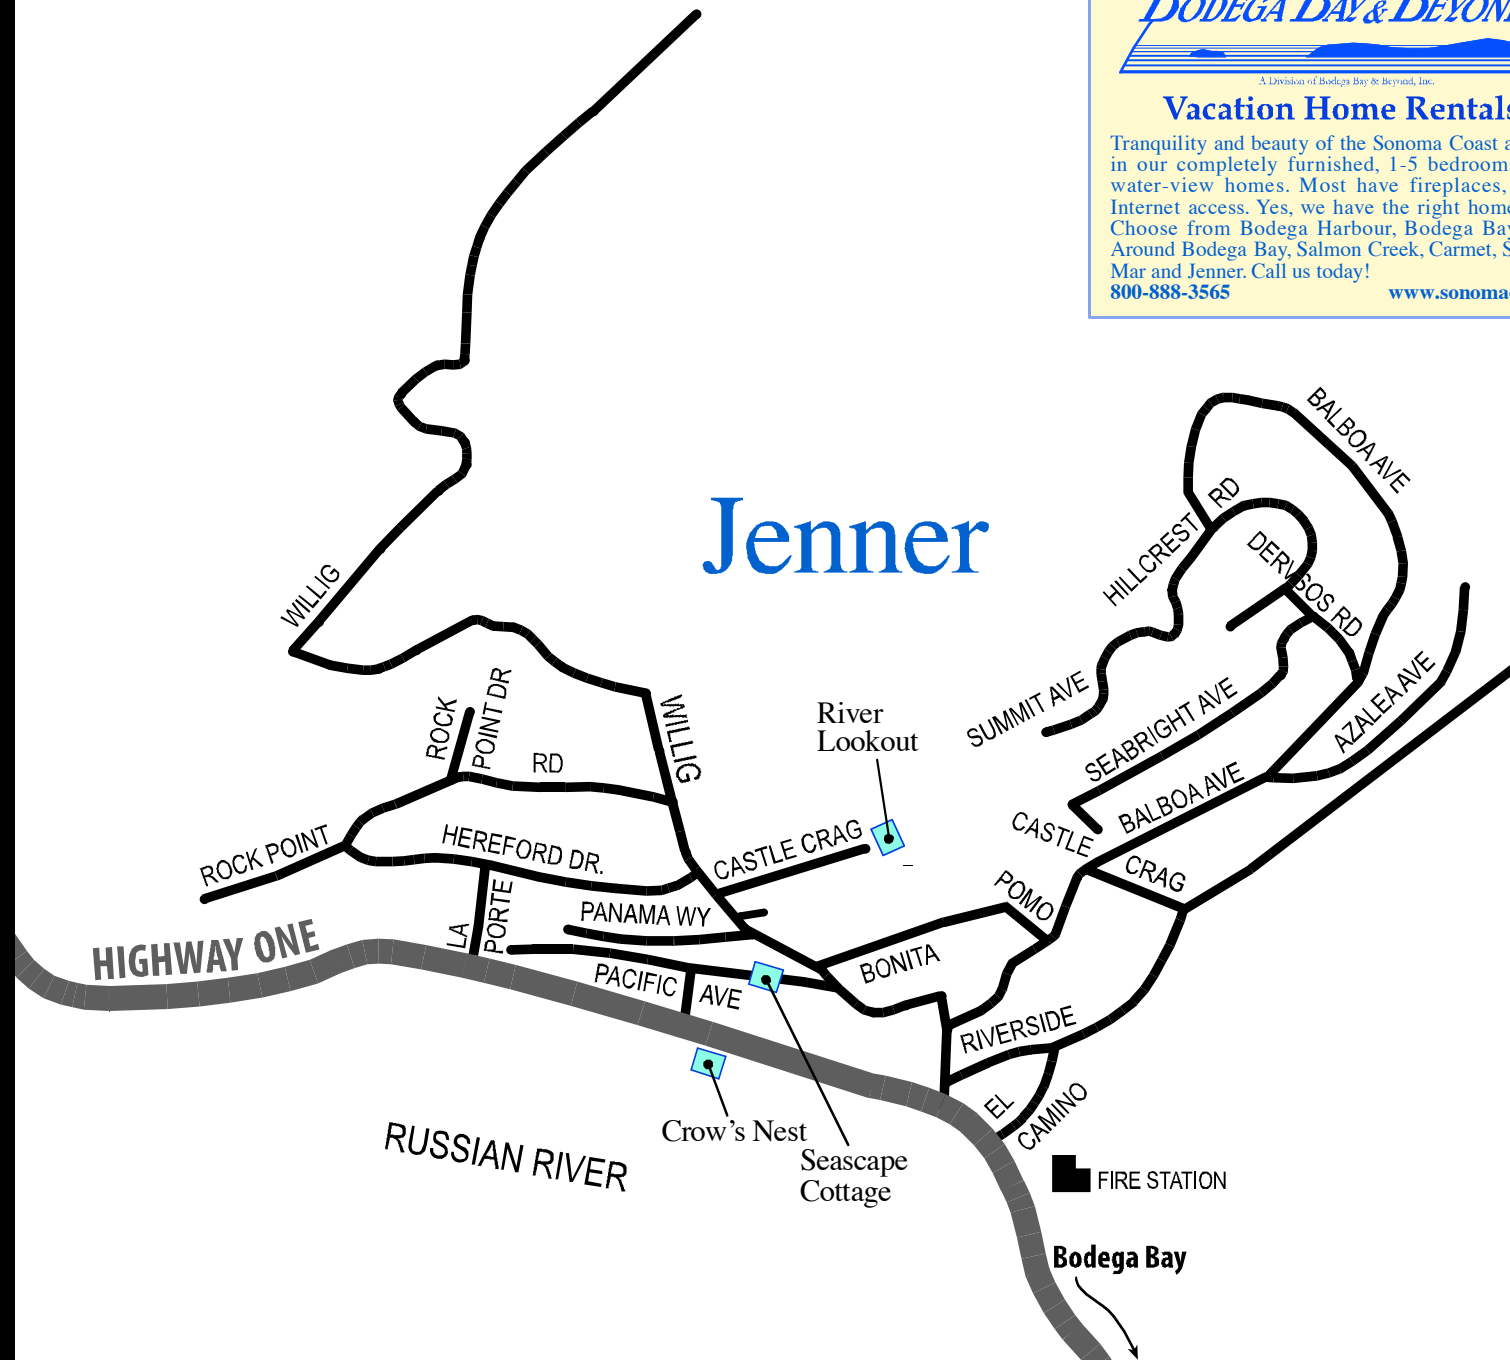 BODEGA BAY & BEYOND
A Division of Bodega Bay & Beyond, Inc.
Vacation Home Rentals
Tranquility and beauty of the Sonoma Coast a
in our completely furnished, 1-5 bedroom
water-view homes. Most have fireplaces,
Internet access. Yes, we have the right home
Choose from Bodega Harbour, Bodega Bay
Around Bodega Bay, Salmon Creek, Carmet, S
Mar and Jenner. Call us today!
800-888-3565 www.sonoma
BALBOA AVE
HILLCREST RD
DERVSOS RD
Jenner
WILLIG
ROCK
POINT DR
WILLIG
River
Lookout
SUMMIT AVE
SEABRIGHT AVE
AZALEA AVE
RD
ROCK POINT
HEREFORD DR.
CASTLE CRAG
CASTLE
CRAG
BALBOA AVE
POMO
LA
PORTE
PANAMA WY
HIGHWAY ONE
PACIFIC
AVE
BONITA
RIVERSIDE
EL
CAMINO
Crow's Nest
Seascape
Cottage
RUSSIAN RIVER
FIRE STATION
Bodega Bay